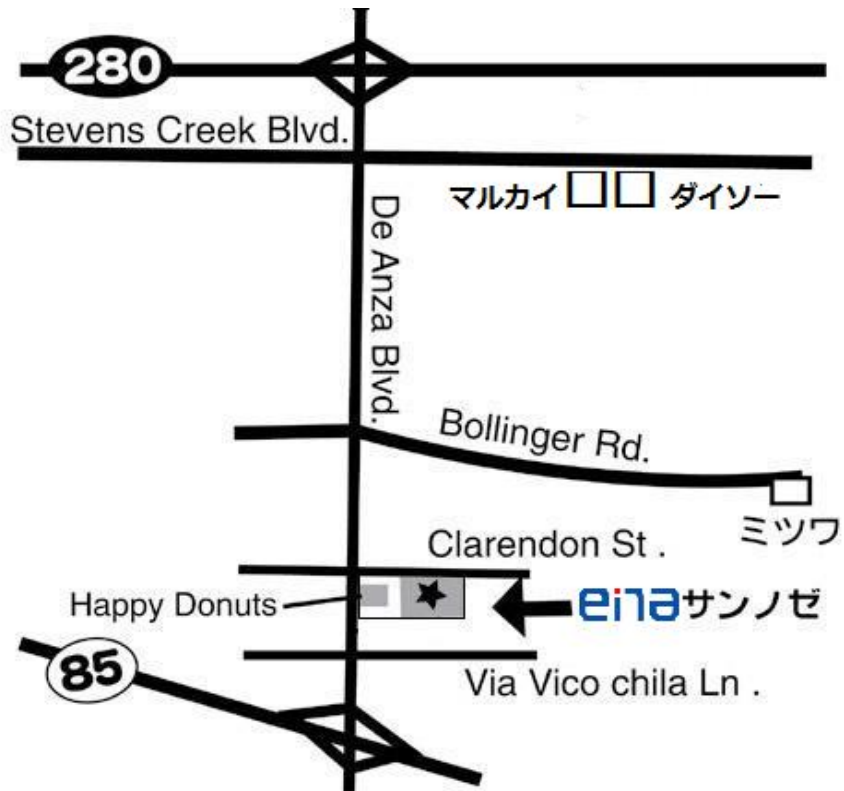 280
Stevens Creek Blvd.
マルカイ ダイソー
De Anza Blvd.
Bollinger Rd.
ミツワ
Clarendon St .
Happy Donuts
enaサンノゼ
85
Via Vico chila Ln .